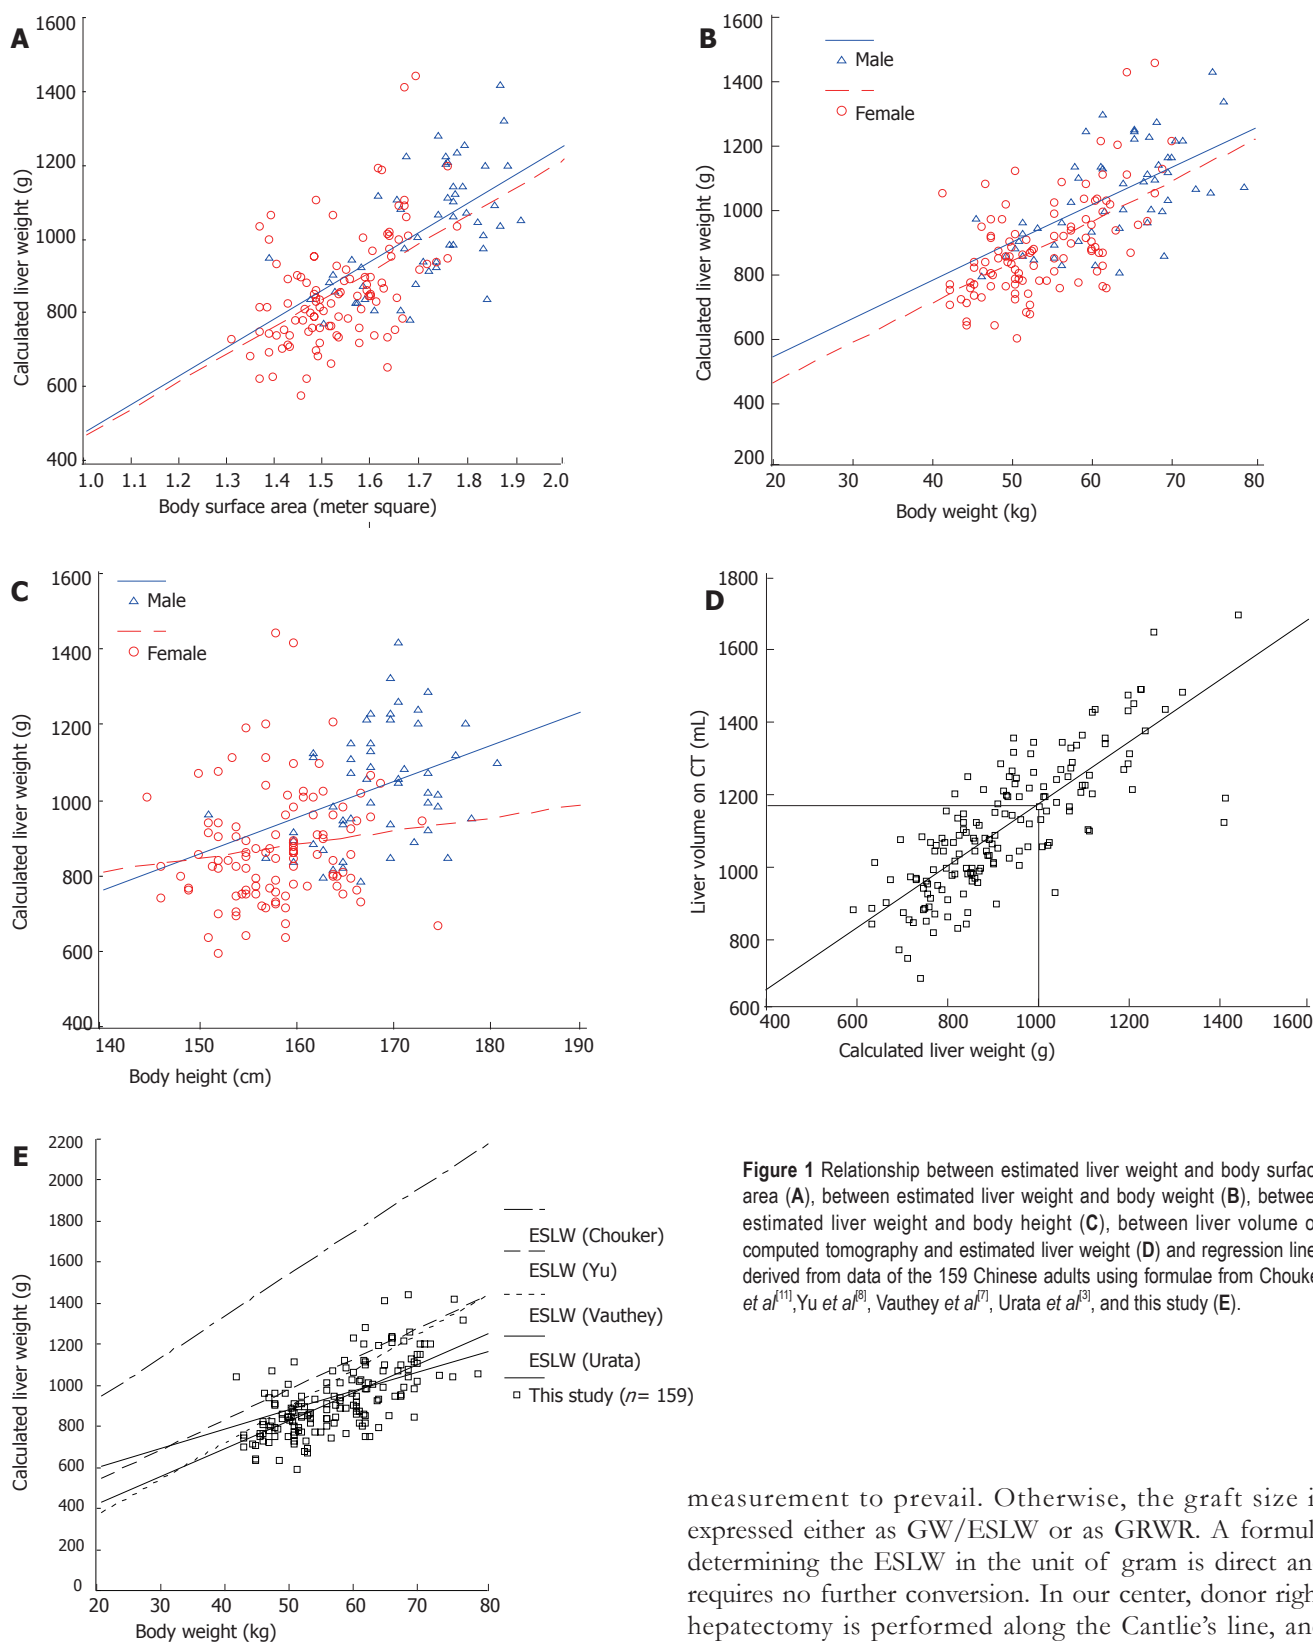 A
1600
1400
1200
1000
800
600
400
Calculated liver weight (g)
1.0 1.1 1.2 1.3 1.4 1.5 1.6 1.7 1.8 1.9 2.0
Body surface area (meter square)
B
1600
1400
1200
1000
800
600
400
200
Calculated liver weight (g)
Male
Female
20 30 40 50 60 70 80
Body weight (kg)
C
1600
1400
1200
1000
800
600
400
Calculated liver weight (g)
Male
Female
140 150 160 170 180 190
Body height (cm)
D
1800
1600
1400
1200
1000
800
600
Liver volume on CT (mL)
400 600 800 1000 1200 1400 1600
Calculated liver weight (g)
E
2200
2000
1800
1600
1400
1200
1000
800
600
400
200
0
Calculated liver weight (g)
ESLW (Chouker)
ESLW (Yu)
ESLW (Vauthey)
ESLW (Urata)
This study (n= 159)
20 30 40 50 60 70 80
Body weight (kg)
Figure 1 Relationship between estimated liver weight and body surfac
area (A), between estimated liver weight and body weight (B), betwee
estimated liver weight and body height (C), between liver volume o
computed tomography and estimated liver weight (D) and regression line
derived from data of the 159 Chinese adults using formulae from Chouke
et al[11],Yu et al[8], Vauthey et al[7], Urata et al[3], and this study (E).
measurement to prevail. Otherwise, the graft size i
expressed either as GW/ESLW or as GRWR. A formul
determining the ESLW in the unit of gram is direct an
requires no further conversion. In our center, donor righ
hepatectomy is performed along the Cantlie's line, an